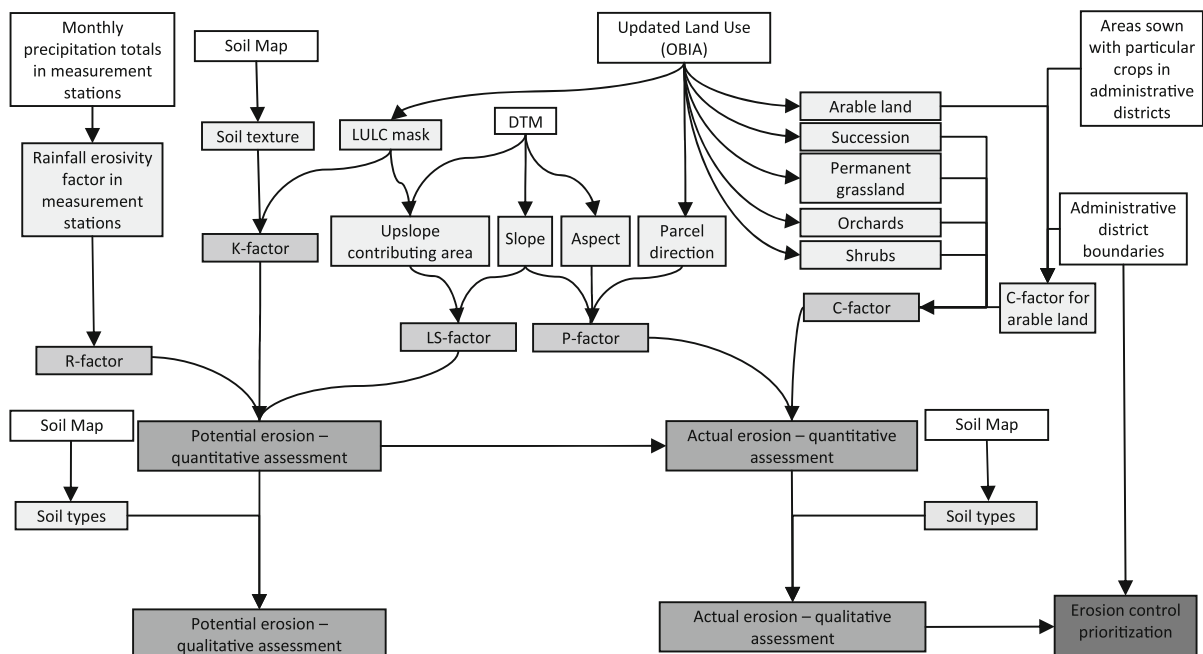 Monthly
precipitation totals
in measurement
stations
Soil Map
Updated Land Use
(OBIA)
Areas sown
with particular
crops in
administrative
districts
Soil texture
LULC mask
DTM
Arable land
Succession
Permanent
grassland
Orchards
Shrubs
Rainfall erosivity
factor in
measurement
stations
K-factor
Upslope
contributing area
Slope
Aspect
Parcel
direction
Administrative
district
boundaries
C-factor
C-factor for
arable land
R-factor
LS-factor
P-factor
Soil Map
Potential erosion –
quantitative assessment
Actual erosion – quantitative
assessment
Soil Map
Soil types
Soil types
Potential erosion –
qualitative assessment
Actual erosion – qualitative
assessment
Erosion control
prioritization